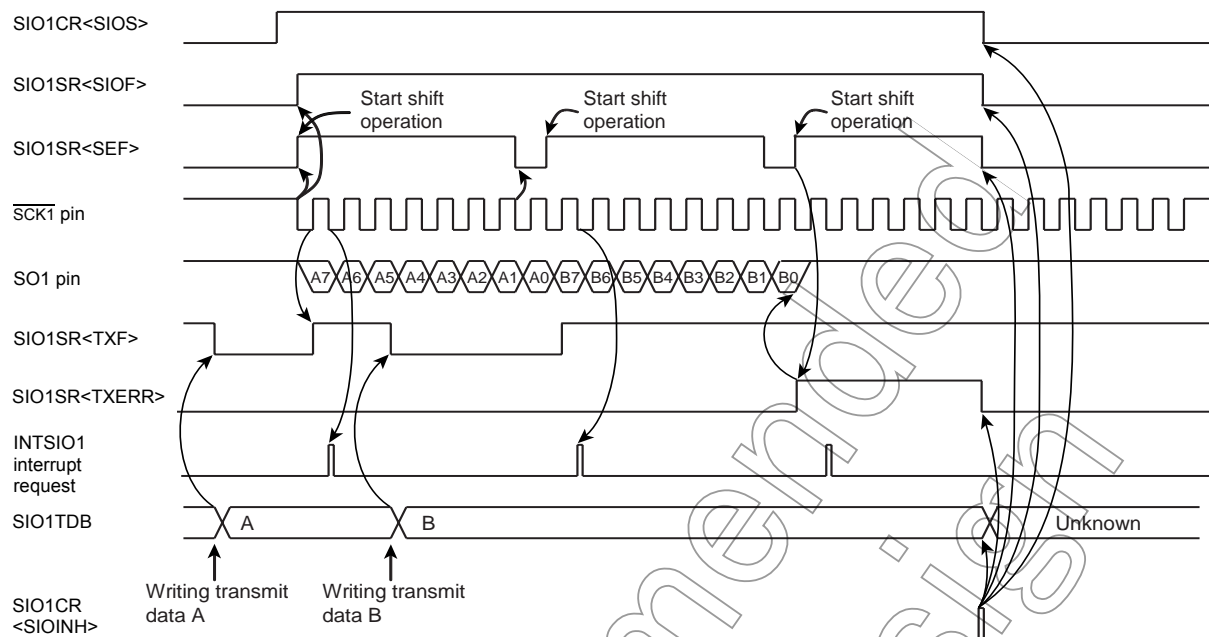 SIO1CR<SIOS>
SIO1SR<SIOF>
Start shift
operation
Start shift
operation
Start shift
operation
SIO1SR<SEF>
SCK1 pin
SO1 pin
A7 A6 A5 A4 A3 A2 A1 A0 B7 B6 B5 B4 B3 B2 B1 B0
SIO1SR<TXF>
SIO1SR<TXERR>
INTSIO1
interrupt
request
SIO1TDB
A
B
Unknown
Writing transmit
data A
Writing transmit
data B
SIO1CR
<SIOINH>
mended
sign